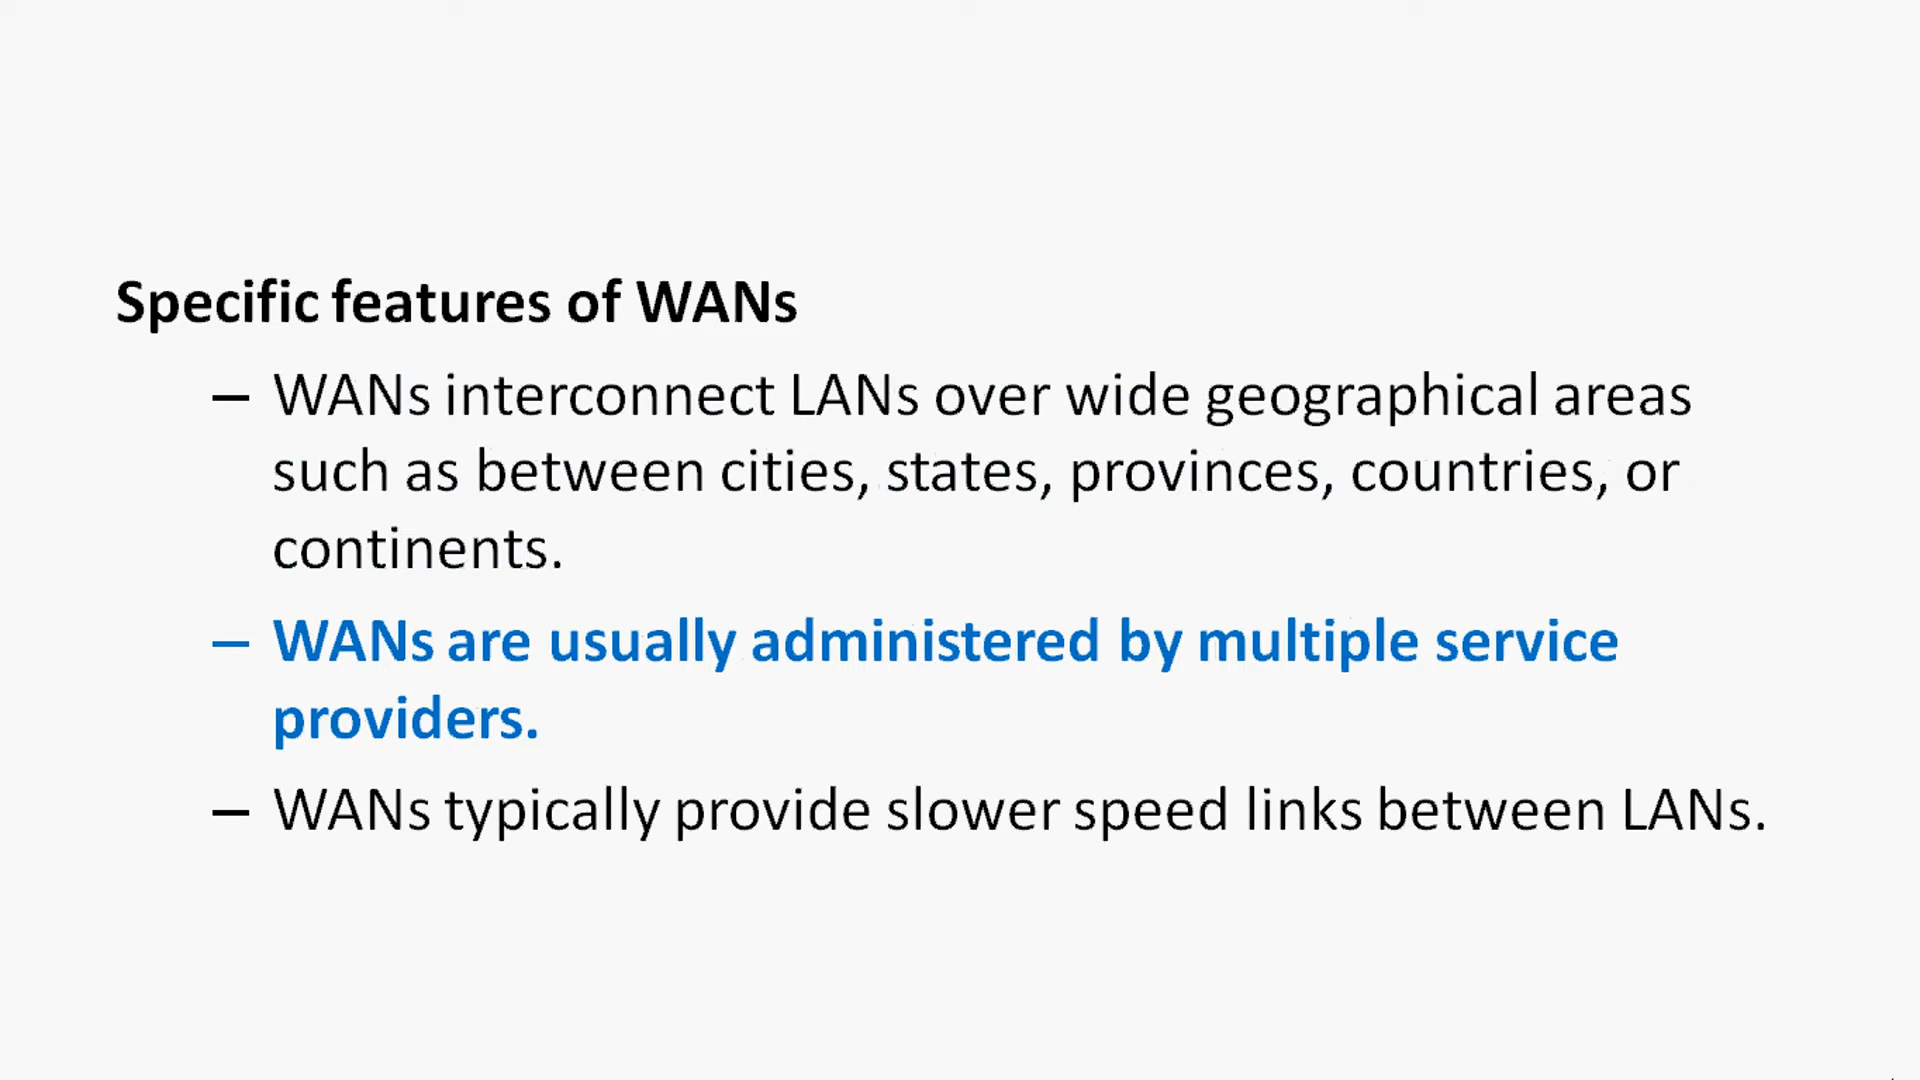 Specific features of WANs
– WANs interconnect LANs over wide geographical areas
such as between cities, states, provinces, countries, or
continents.
– WANs are usually administered by multiple service
providers.
– WANs typically provide slower speed links between LANs.